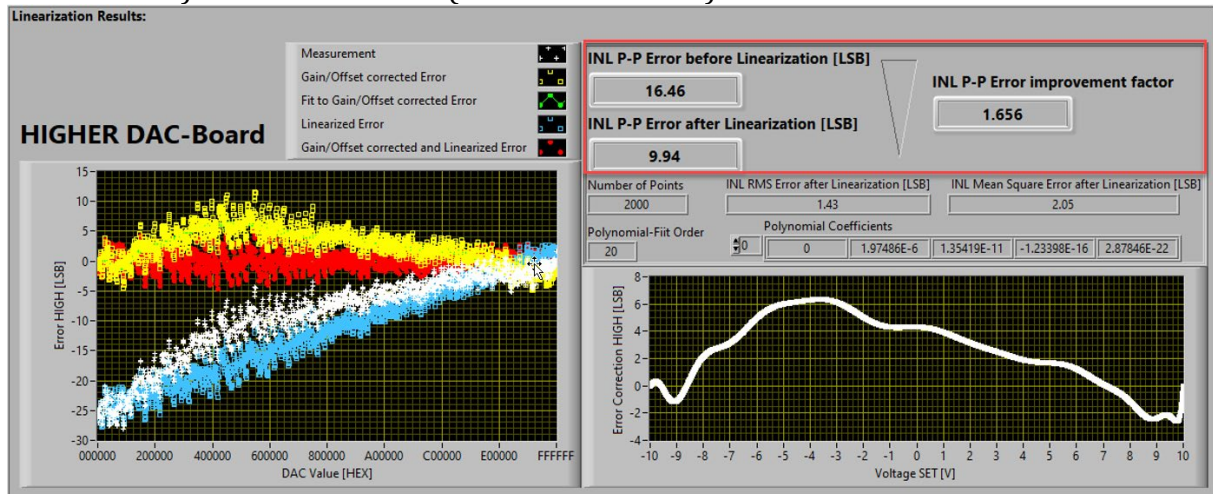 Linearization Results:
Measurement
Gain/Offset corrected Error
Fit to Gain/Offset corrected Error
Linearized Error
Gain/Offset corrected and Linearized Error
HIGHER DAC-Board
INL P-P Error before Linearization [LSB]
16.46
INL P-P Error after Linearization [LSB]
9.94
INL P-P Error improvement factor
1.656
Number of Points
2000
INL RMS Error after Linearization [LSB]
1.43
INL Mean Square Error after Linearization [LSB]
2.05
Polynomial-Fiit Order
20
Polynomial Coefficients
0 0 1.97486E-6 1.35419E-11 -1.23398E-16 2.87846E-22
Error HIGH [LSB]
15
10
5
0
-5
-10
-15
-20
-25
-30
000000 200000 400000 600000 800000 A00000 C00000 E00000 FFFFFF
DAC Value [HEX]
Error Correction HIGH [LSB]
8
6
4
2
0
-2
-4
-10 -9 -8 -7 -6 -5 -4 -3 -2 -1 0 1 2 3 4 5 6 7 8 9 10
Voltage SET [V]